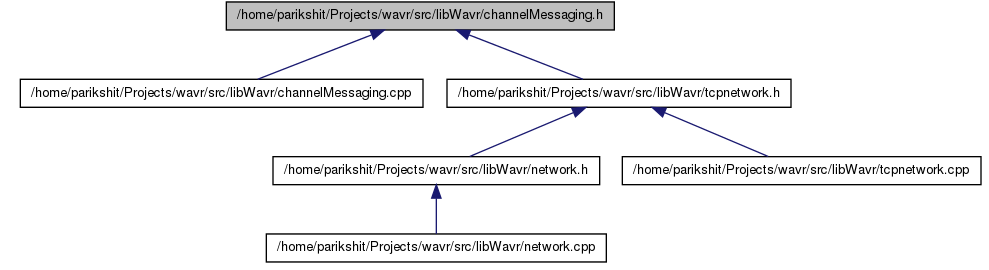 /home/parikshit/Projects/wavr/src/libWavr/channelMessaging.h
/home/parikshit/Projects/wavr/src/libWavr/channelMessaging.cpp
/home/parikshit/Projects/wavr/src/libWavr/tcpnetwork.h
/home/parikshit/Projects/wavr/src/libWavr/network.h
/home/parikshit/Projects/wavr/src/libWavr/tcpnetwork.cpp
/home/parikshit/Projects/wavr/src/libWavr/network.cpp